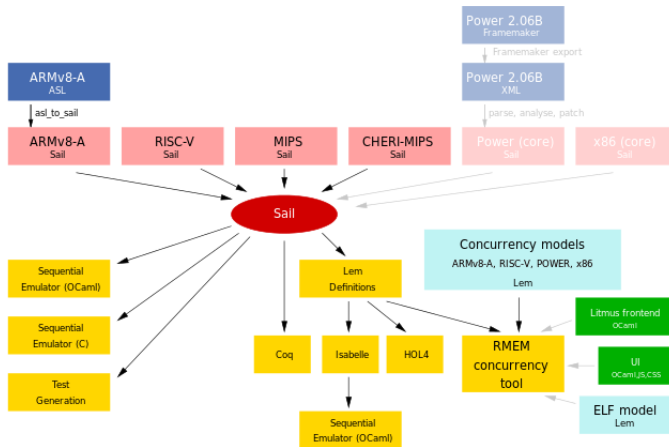 Power 2.06B
Framemaker
Framemaker export
ARMv8-A
ASL
Power 2.06B
XML
asl_to_sail
parse, analyse, patch
ARMv8-A
Sail
RISC-V
Sail
MIPS
Sail
CHERI-MIPS
Sail
Power (core)
Sail
x86 (core)
Sail
Sail
Concurrency models
ARMv8-A, RISC-V, POWER, x86
Lem
Sequential
Emulator (OCaml)
Lem
Definitions
Litmus frontend
OCaml
Sequential
Emulator (C)
Coq
Isabelle
HOL4
RMEM
concurrency
tool
UI
OCaml,JS,CSS
Test
Generation
ELF model
Lem
Sequential
Emulator (OCaml)